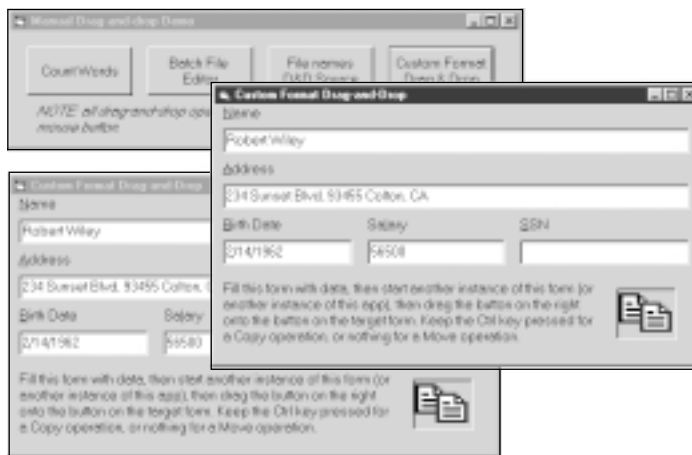 Manual Drag-and-drop Demo
Count Words
Batch File Editor
File names D&D Source
Custom Format Drag & Drop
NOTE: all drag-and-drop
mouse button
Custom Format Drag-and-Drop
Name
Robert Wiley
Address
234 Sunset Blvd, 93455 Colton, CA
Birth Date
Salary
SSN
2/14/1962
56500
Fill this form with data, then start another instance of this form (or
another instance of this app), then drag the button on the right
onto the button on the target form. Keep the Ctrl key pressed for
a Copy operation, or nothing for a Move operation.
Custom Format Drag and Drop
Name
Robert Wiley
Address
234 Sunset Blvd, 93455 Colton,
Birth Date
Salary
2/14/1962
56500
Fill this form with data, then start another instance of this form (or
another instance of this app), then drag the button on the right
onto the button on the target form. Keep the Ctrl key pressed for
a Copy operation, or nothing for a Move operation.